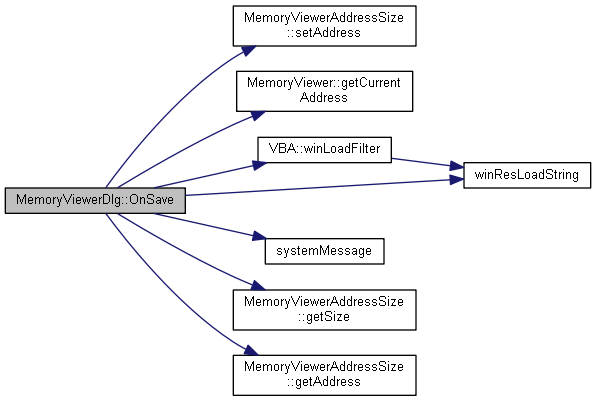 MemoryViewerAddressSize
::setAddress
MemoryViewer::getCurrent
Address
VBA::winLoadFilter
winResLoadString
MemoryViewerDlg::OnSave
systemMessage
MemoryViewerAddressSize
::getSize
MemoryViewerAddressSize
::getAddress